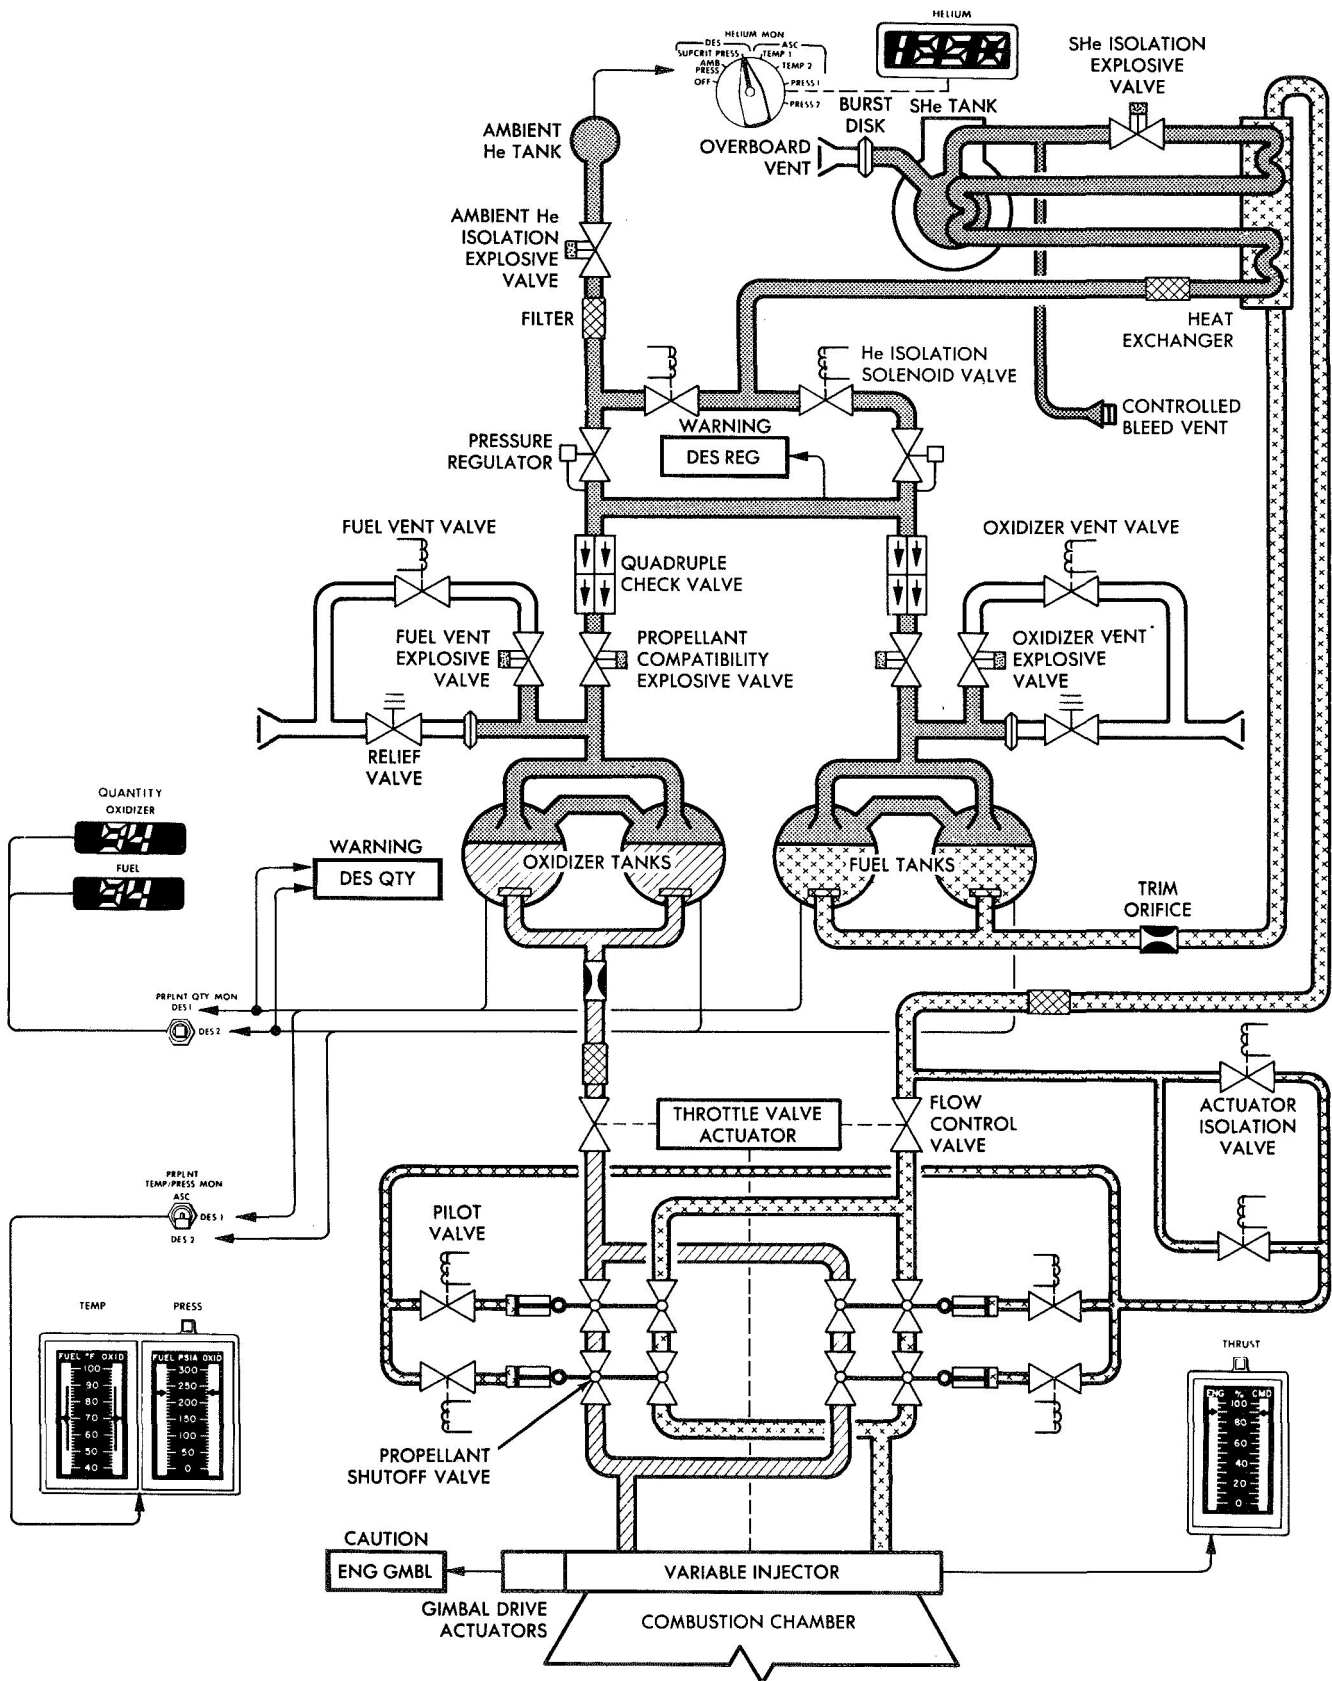 HELIUM
HELIUM MON
DES
ASC
SUPCRIT PRESS
TEMP 1
AMB PRESS
TEMP 2
OFF
PRESS 1
PRESS 2
SHe ISOLATION
EXPLOSIVE
VALVE
BURST
DISK
SHe TANK
OVERBOARD
VENT
AMBIENT
He TANK
AMBIENT He
ISOLATION
EXPLOSIVE
VALVE
FILTER
HEAT
EXCHANGER
He ISOLATION
SOLENOID VALVE
CONTROLLED
BLEED VENT
PRESSURE
REGULATOR
WARNING
DES REG
FUEL VENT VALVE
OXIDIZER VENT VALVE
QUADRUPLE
CHECK VALVE
FUEL VENT
EXPLOSIVE
VALVE
PROPELLANT
COMPATIBILITY
EXPLOSIVE VALVE
OXIDIZER VENT
EXPLOSIVE
VALVE
RELIEF
VALVE
QUANTITY
OXIDIZER
94
FUEL
94
WARNING
DES QTY
OXIDIZER TANKS
FUEL TANKS
TRIM
ORIFICE
PRPLNT QTY MON
DES 1
DES 2
THROTTLE VALVE
ACTUATOR
FLOW
CONTROL
VALVE
ACTUATOR
ISOLATION
VALVE
PRPLNT
TEMP/PRESS MON
ASC
DES 1
DES 2
PILOT
VALVE
TEMP
PRESS
FUEL °F OXID
100
90
80
70
60
50
40
FUEL PSIA OXID
300
250
200
150
100
50
0
THRUST
ENG % CMD
100
80
60
40
20
0
PROPELLANT
SHUTOFF VALVE
CAUTION
ENG GMBL
VARIABLE INJECTOR
GIMBAL DRIVE
ACTUATORS
COMBUSTION CHAMBER